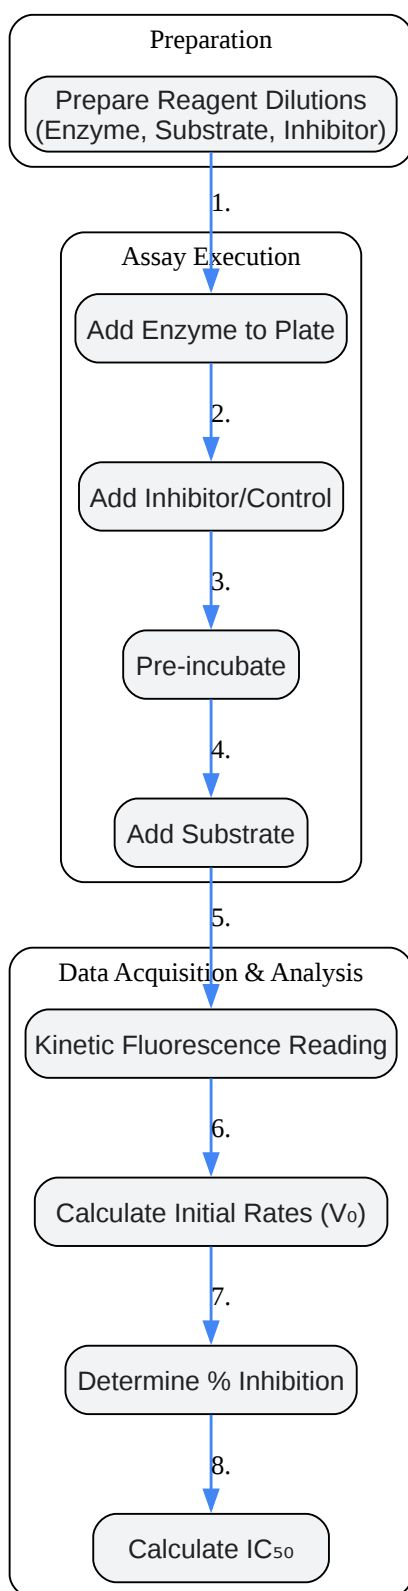 Preparation
Prepare Reagent Dilutions
(Enzyme, Substrate, Inhibitor)
1.
Assay Execution
Add Enzyme to Plate
2.
Add Inhibitor/Control
3.
Pre-incubate
4.
Add Substrate
5.
Data Acquisition & Analysis
Kinetic Fluorescence Reading
6.
Calculate Initial Rates (V₀)
7.
Determine % Inhibition
8.
Calculate IC₅₀